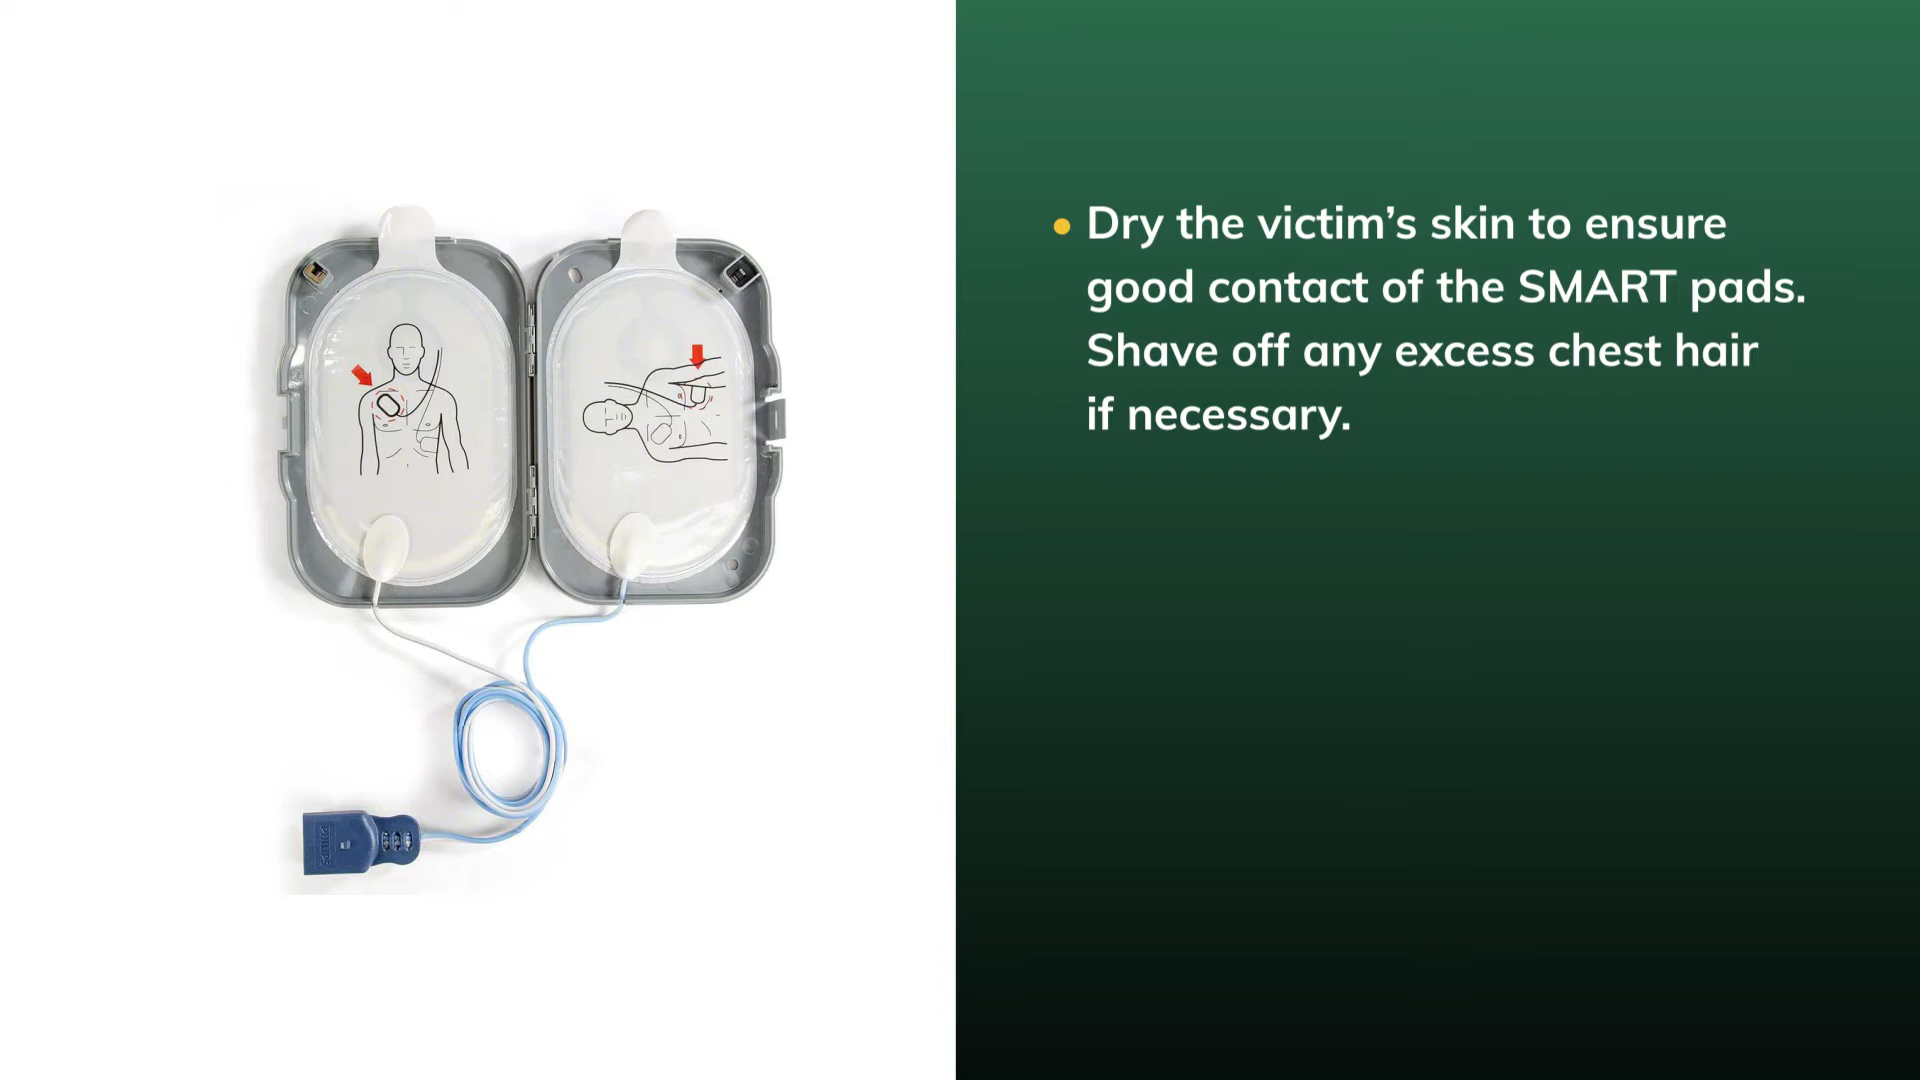 Dry the victim’s skin to ensure
good contact of the SMART pads.
Shave off any excess chest hair
if necessary.
PHILIPS